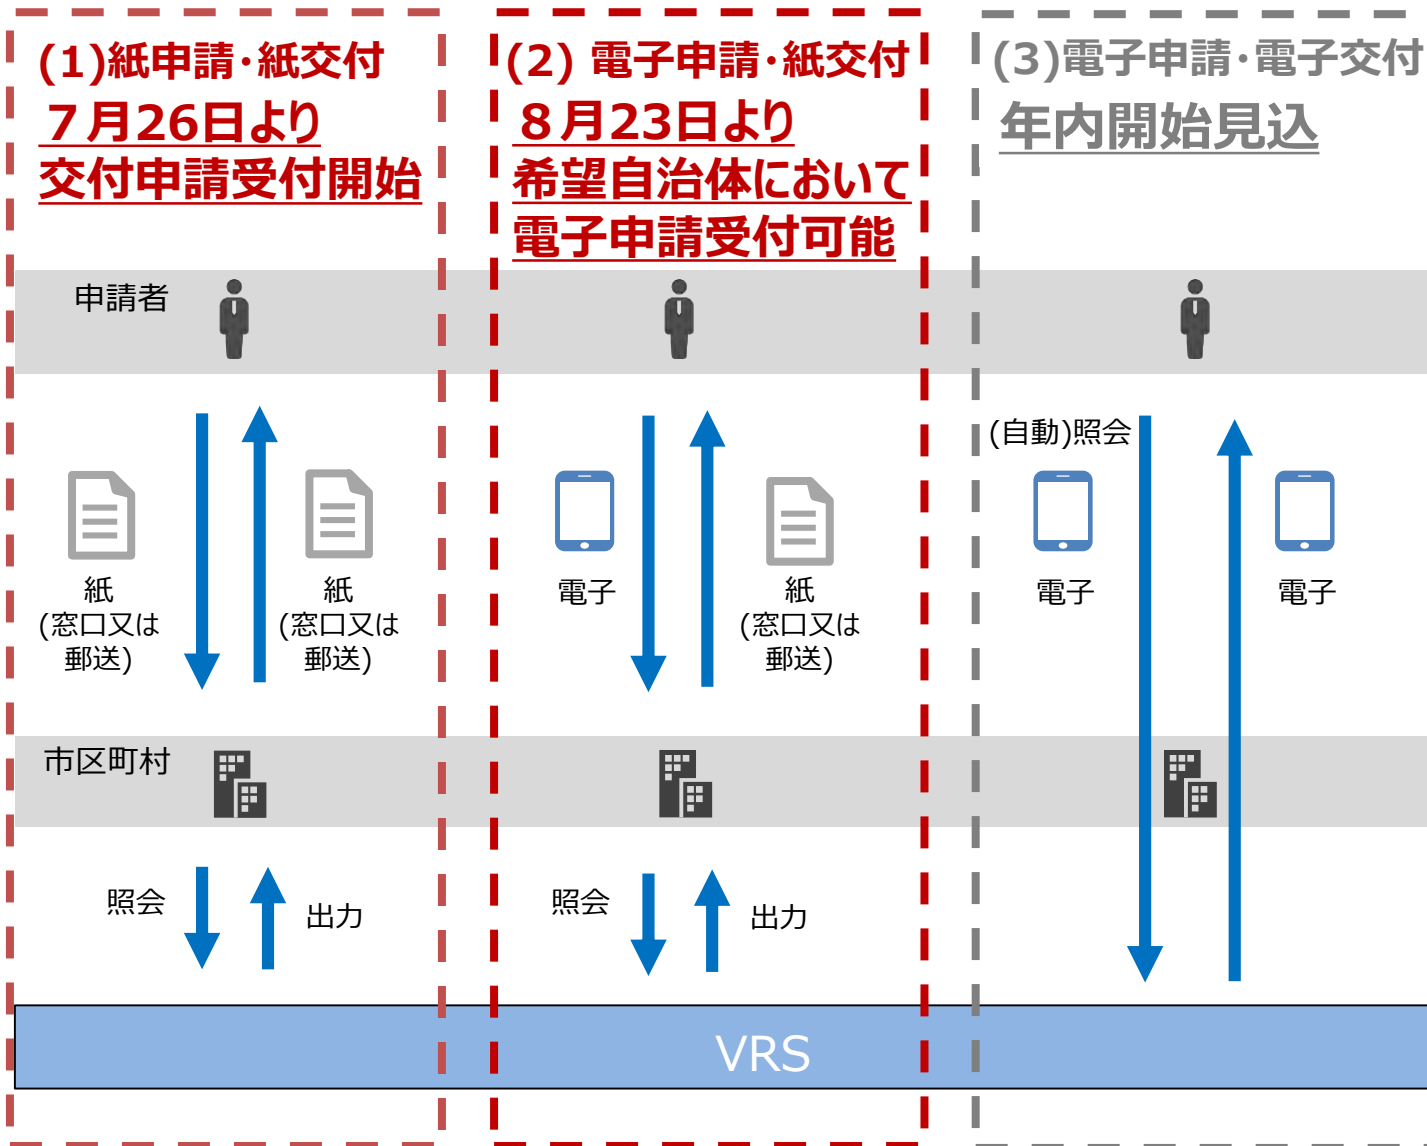 (1)紙申請・紙交付
７月26日より
交付申請受付開始
(2) 電子申請・紙交付
８月23日より
希望自治体において
電子申請受付可能
(3)電子申請・電子交付
年内開始見込
申請者
紙
(窓口又は
郵送)
紙
(窓口又は
郵送)
電子
紙
(窓口又は
郵送)
(自動)照会
電子
電子
市区町村
照会
出力
照会
出力
VRS